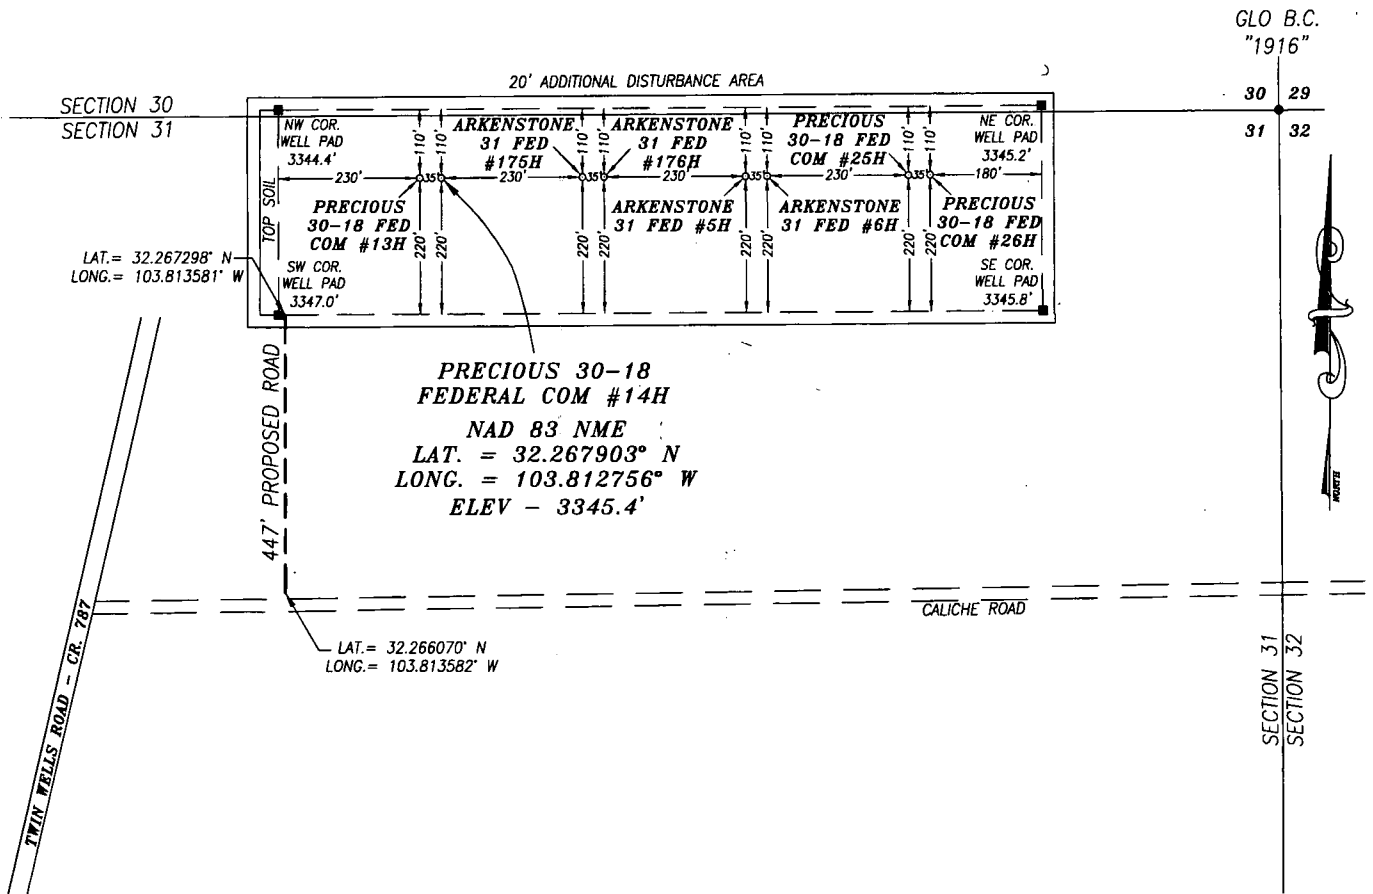 GLO B.C.
"1916"
20' ADDITIONAL DISTURBANCE AREA
SECTION 30
SECTION 31
30 29
31 32
NW COR.
WELL PAD
3344.4'
ARKENSTONE
31 FED
#175H
ARKENSTONE
31 FED
#176H
PRECIOUS
30-18 FED
COM #25H
NE COR.
WELL PAD
3345.2'
110' 110' 110' 110' 110' 110' 110' 110'
230' 35' 230' 35' 230' 35' 230' 35' 180'
TOP SOIL
PRECIOUS
30-18 FED
COM #13H
ARKENSTONE
31 FED #5H
ARKENSTONE
31 FED #6H
PRECIOUS
30-18 FED
COM #26H
220' 220' 220' 220' 220' 220' 220' 220'
LAT.= 32.267298° N
LONG.= 103.813581° W
SW COR.
WELL PAD
3347.0'
SE COR.
WELL PAD
3345.8'
447' PROPOSED ROAD
PRECIOUS 30-18
FEDERAL COM #14H
NAD 83 NME
LAT. = 32.267903° N
LONG. = 103.812756° W
ELEV - 3345.4'
NORTH
CALICHE ROAD
LAT.= 32.266070° N
LONG.= 103.813582° W
TWIN WELLS ROAD - CR. 787
SECTION 31
SECTION 32